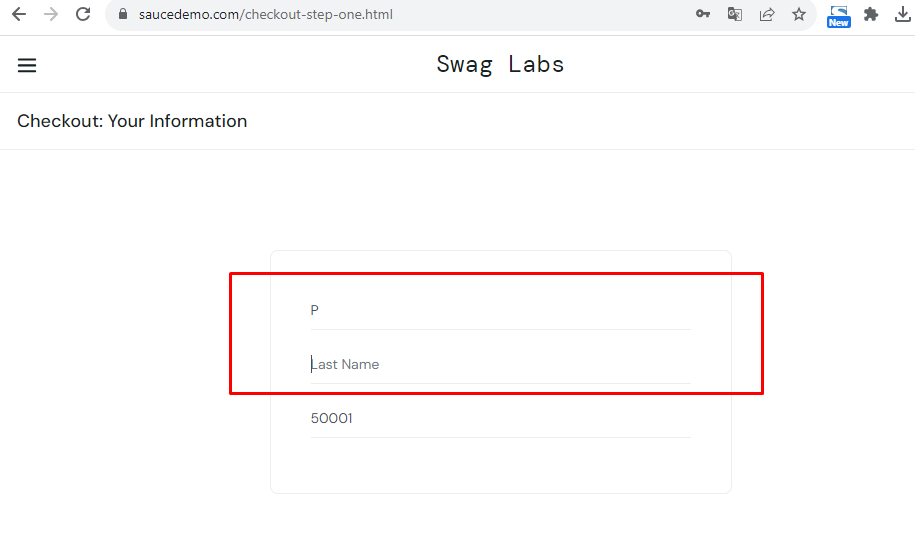 saucedemo.com/checkout-step-one.html
New
Swag Labs
Checkout: Your Information
P
Last Name
50001